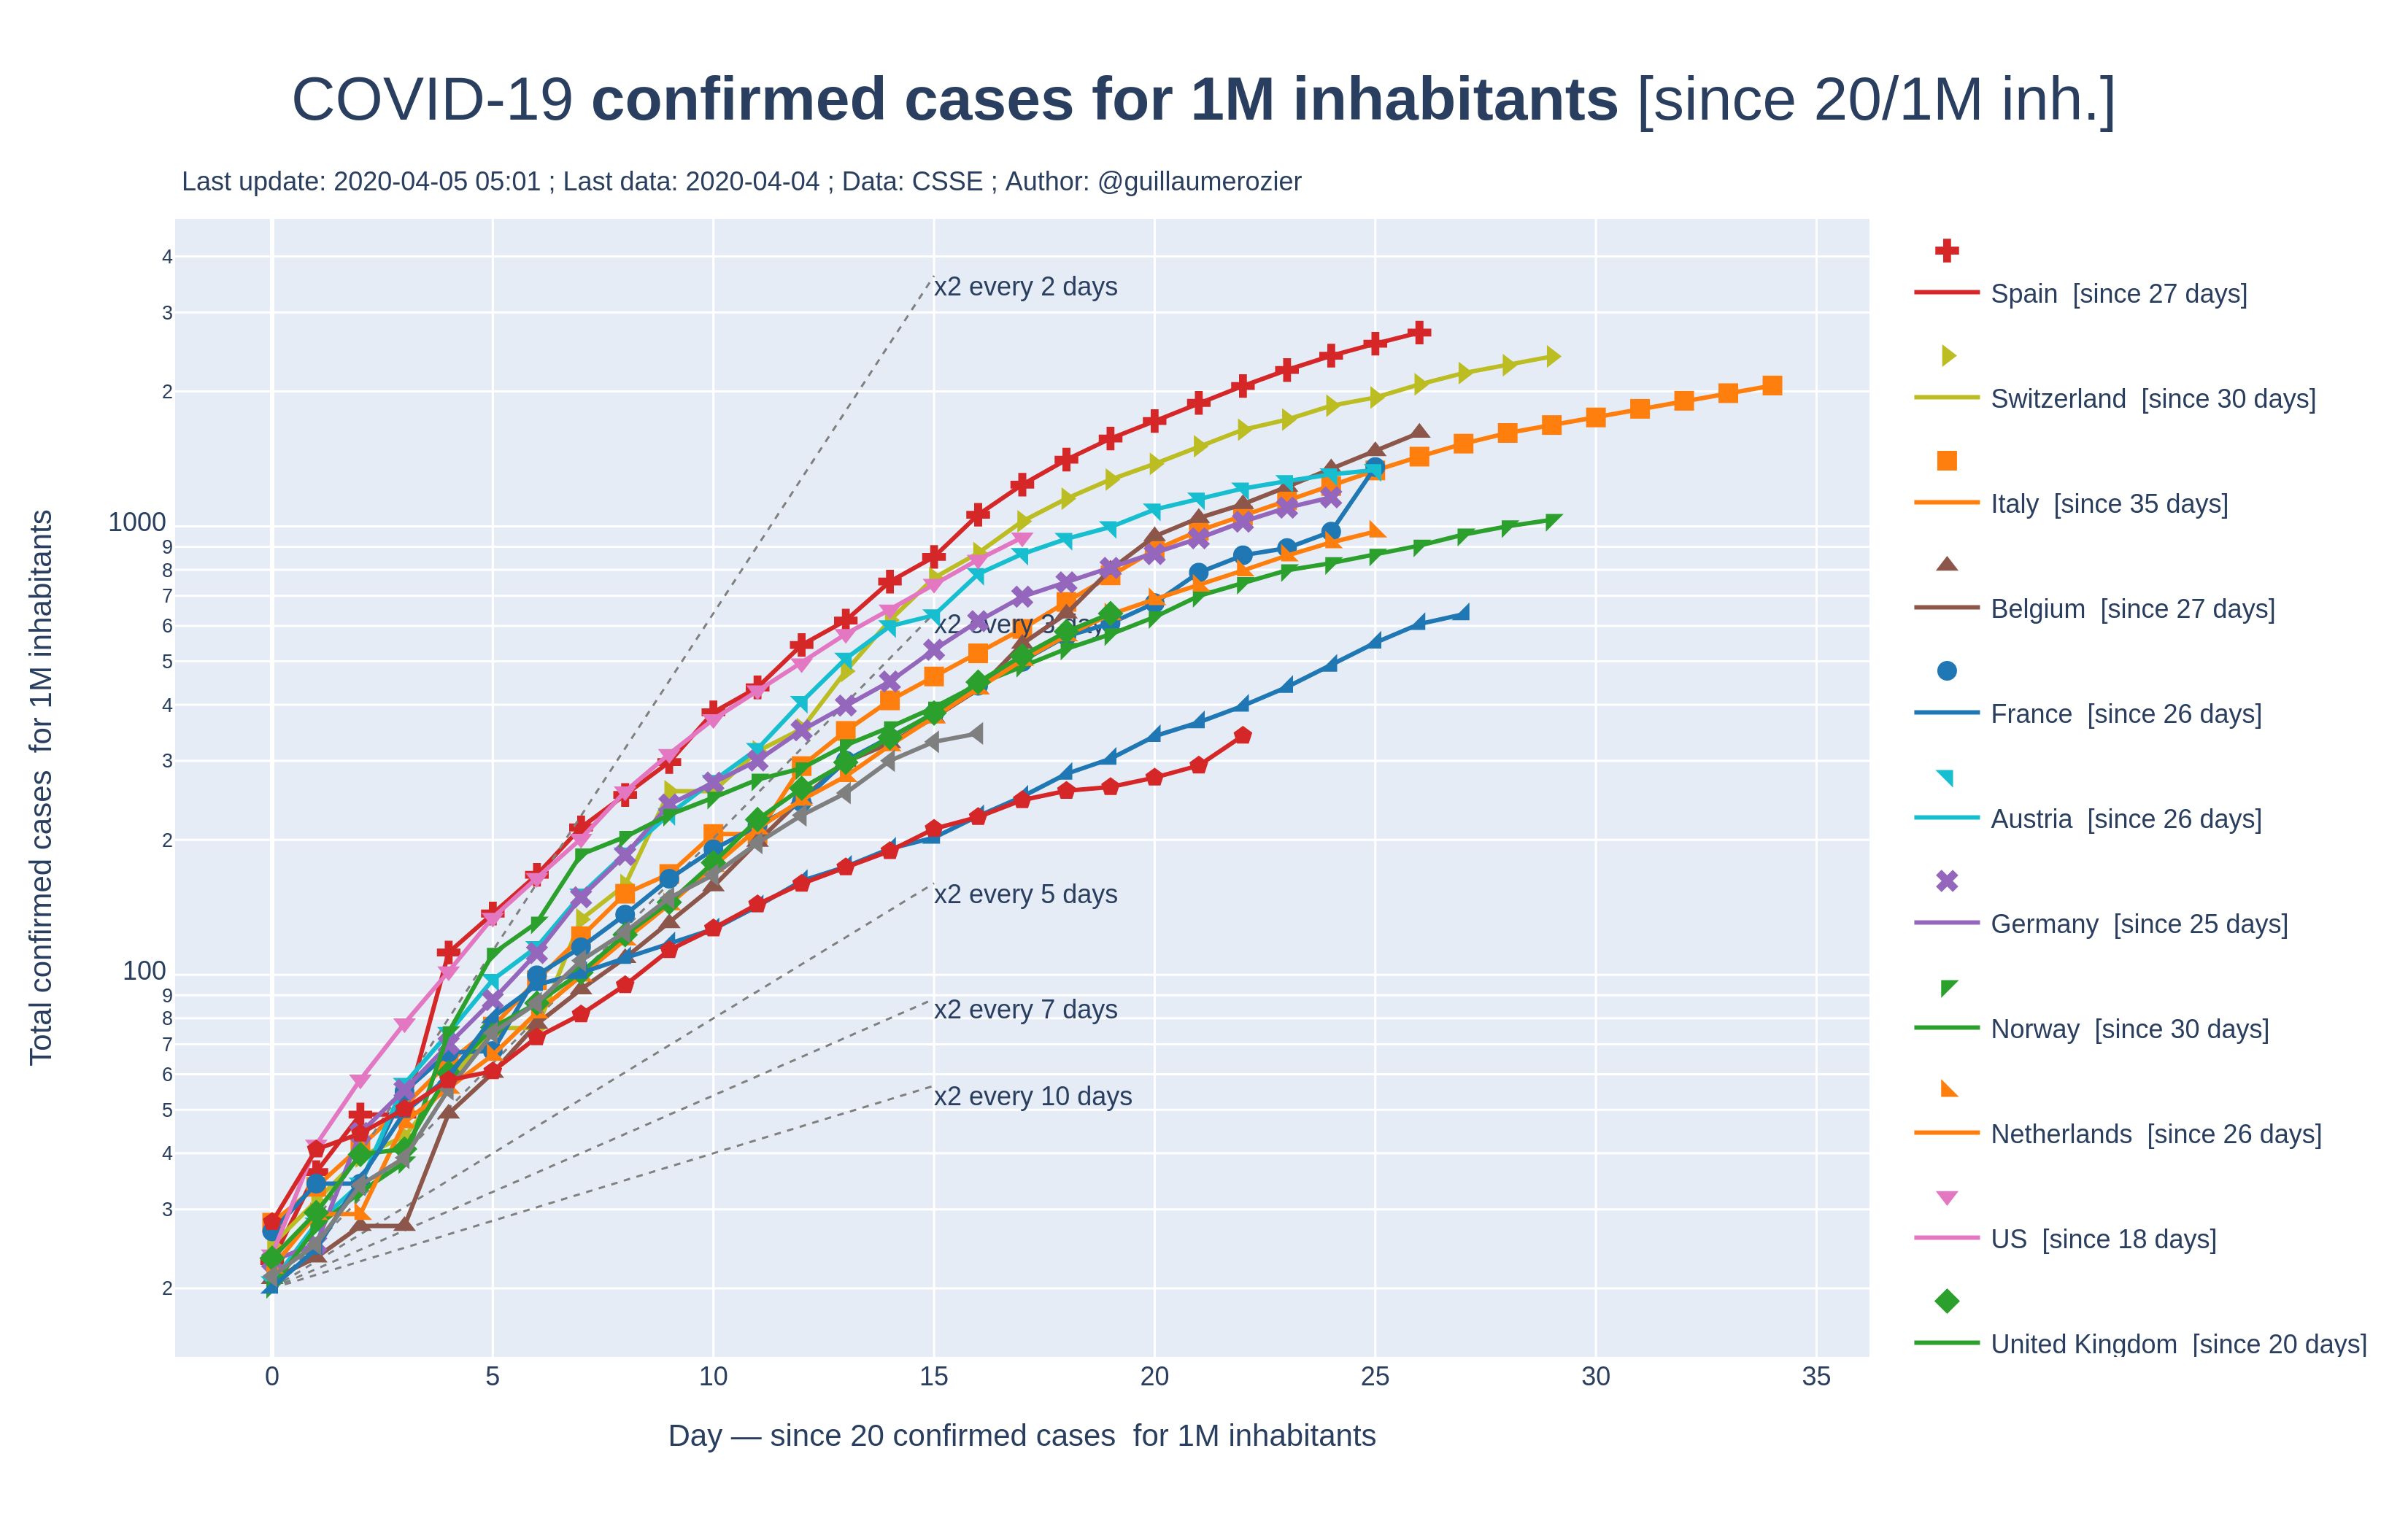 COVID-19 confirmed cases for 1M inhabitants [since 20/1M inh.]
Last update: 2020-04-05 05:01 ; Last data: 2020-04-04 ; Data: CSSE ; Author: @guillaumerozier
4
3
2
1000
9
8
7
6
5
4
3
2
100
9
8
7
6
5
4
3
2
Total confirmed cases for 1M inhabitants
x2 every 2 days
x2 every 3 days
x2 every 5 days
x2 every 7 days
x2 every 10 days
0 5 10 15 20 25 30 35
Day — since 20 confirmed cases for 1M inhabitants
Spain [since 27 days]
Switzerland [since 30 days]
Italy [since 35 days]
Belgium [since 27 days]
France [since 26 days]
Austria [since 26 days]
Germany [since 25 days]
Norway [since 30 days]
Netherlands [since 26 days]
US [since 18 days]
United Kingdom [since 20 days]